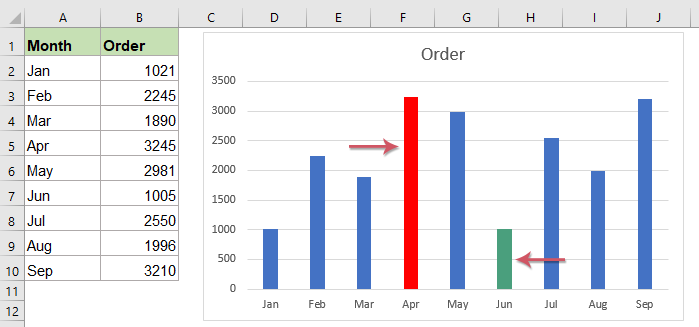 A B C D E F G H I J
1 Month Order
2 Jan 1021
3 Feb 2245
4 Mar 1890
5 Apr 3245
6 May 2981
7 Jun 1005
8 Jul 2550
9 Aug 1996
10 Sep 3210
11
12
Order
3500
3000
2500
2000
1500
1000
500
0
Jan Feb Mar Apr May Jun Jul Aug Sep